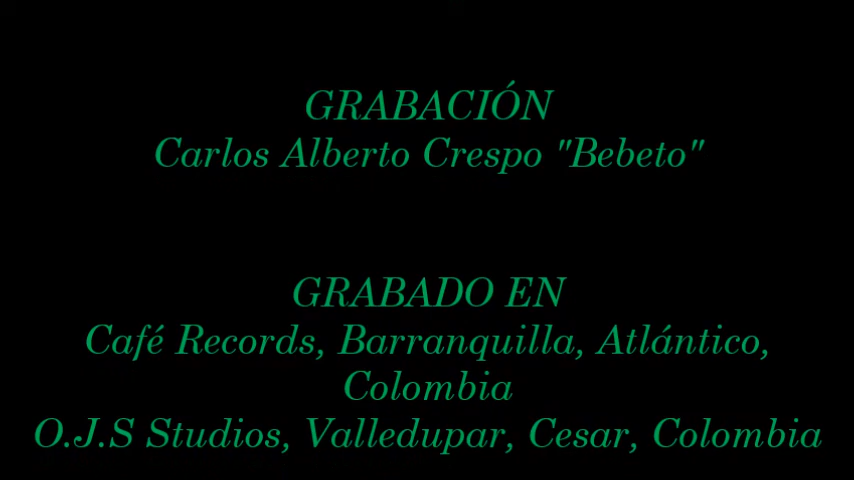 GRABACIÓN
Carlos Alberto Crespo "Bebeto"
GRABADO EN
Café Records, Barranquilla, Atlántico,
Colombia
O.J.S Studios, Valledupar, Cesar, Colombia